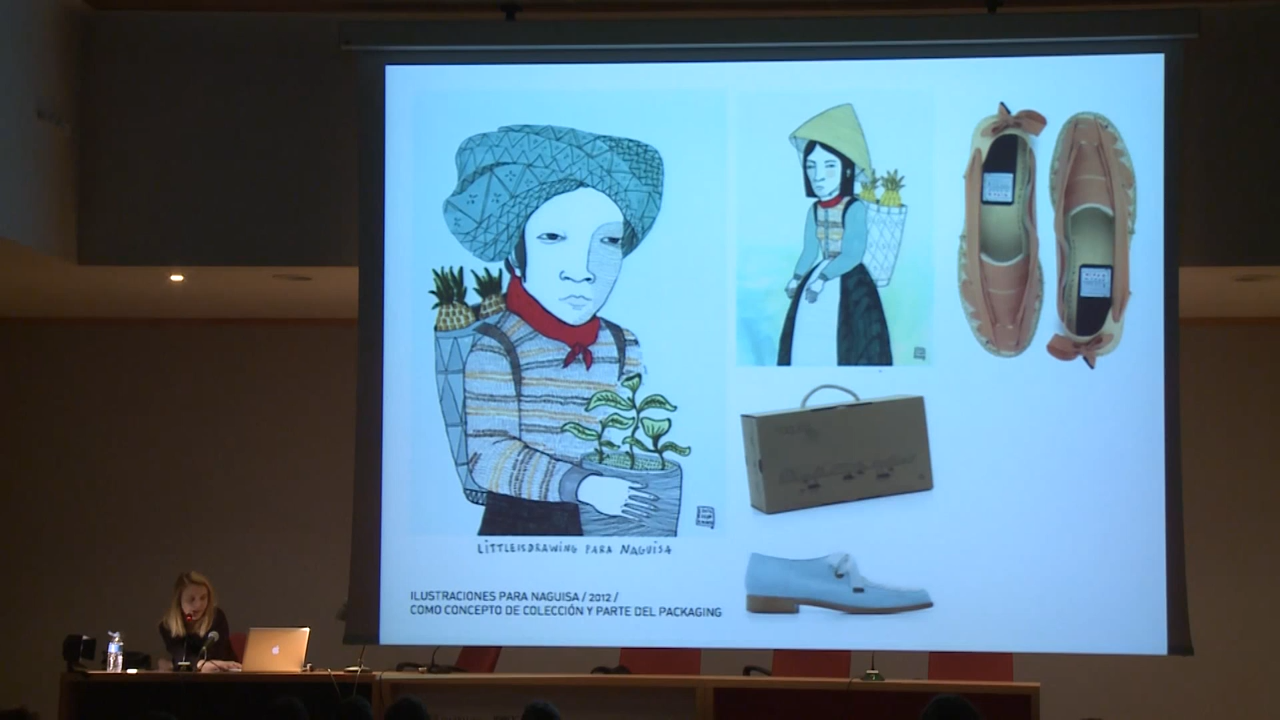 LITTLEISDRAWING PARA NAGUISA
ILUSTRACIONES PARA NAGUISA / 2012 /
COMO CONCEPTO DE COLECCIÓN Y PARTE DEL PACKAGING